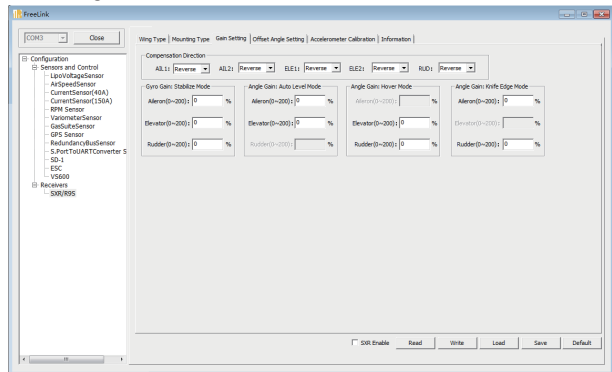 FreeLink
COM3 Close
Wing Type Mounting Type Gain Setting Offset Angle Setting Accelerometer Calibration Information
Configuration
Sensors and Control
LipoVoltageSensor
AirSpeedSensor
CurrentSensor(40A)
CurrentSensor(150A)
RPM Sensor
VariometerSensor
GasSuiteSensor
GPS Sensor
RedundancyBusSensor
S.PortToUARTConverter S
SD-1
ESC
VS600
Receivers
SXR/R9S
Compensation Direction
AIL1: Reverse AIL2: Reverse ELE1: Reverse ELE2: Reverse RUD: Reverse
Gyro Gain: Stabilize Mode
Aileron(0~200): 0 %
Elevator(0~200): 0 %
Rudder(0~200): 0 %
Angle Gain: Auto Level Mode
Aileron(0~200): 0 %
Elevator(0~200): 0 %
Rudder(0~200): %
Angle Gain: Hover Mode
Aileron(0~200): %
Elevator(0~200): 0 %
Rudder(0~200): 0 %
Angle Gain: Knife Edge Mode
Aileron(0~200): 0 %
Elevator(0~200): %
Rudder(0~200): 0 %
SXR Enable Read Write Load Save Default